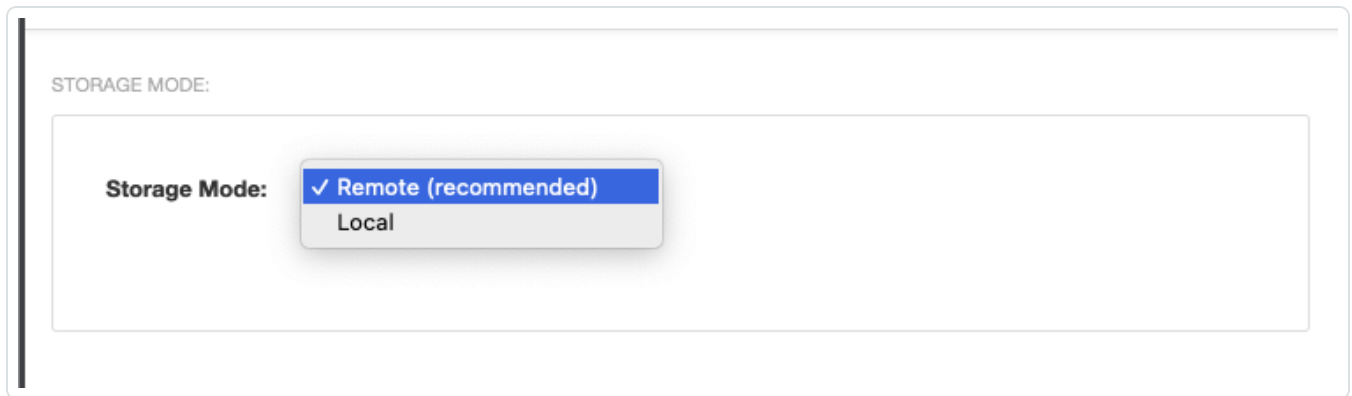 STORAGE MODE:
Storage Mode:
✓ Remote (recommended)
Local